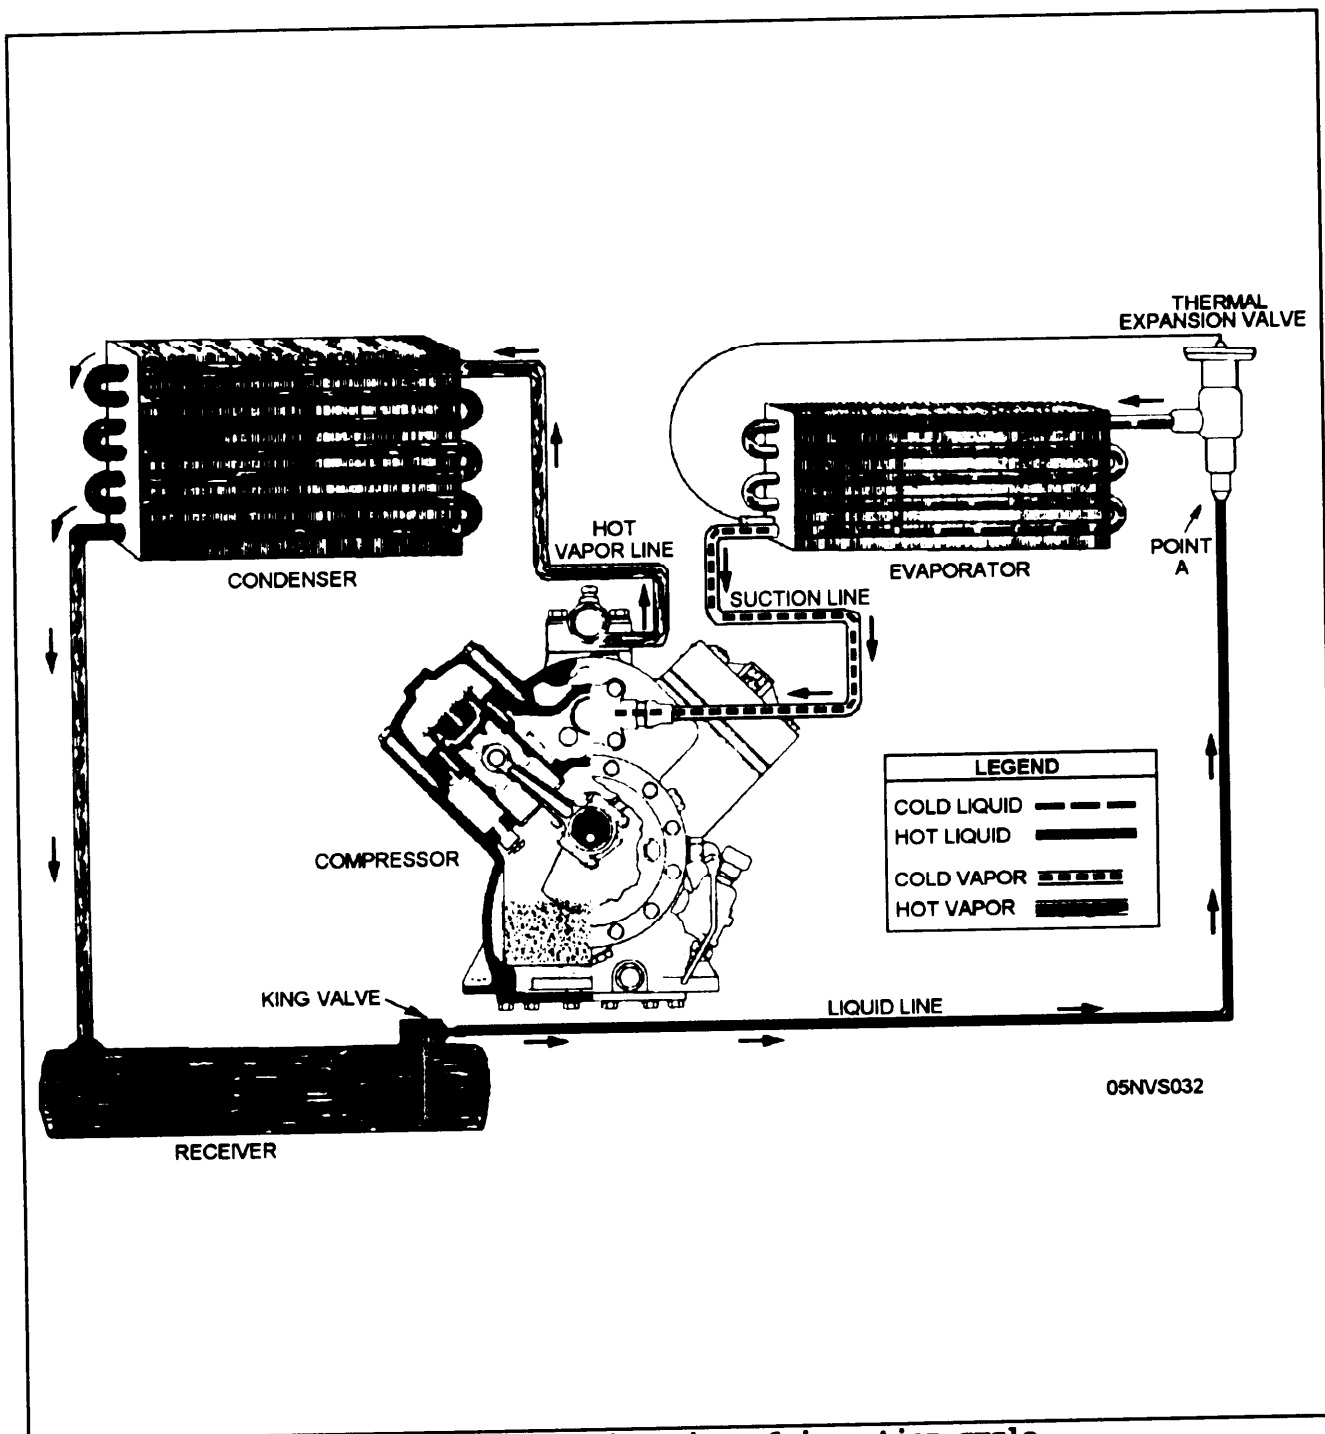 THERMAL
EXPANSION VALVE
HOT
VAPOR LINE
CONDENSER
EVAPORATOR
POINT
A
SUCTION LINE
COMPRESSOR
LEGEND
COLD LIQUID
HOT LIQUID
COLD VAPOR
HOT VAPOR
KING VALVE
LIQUID LINE
RECEIVER
05NVS032